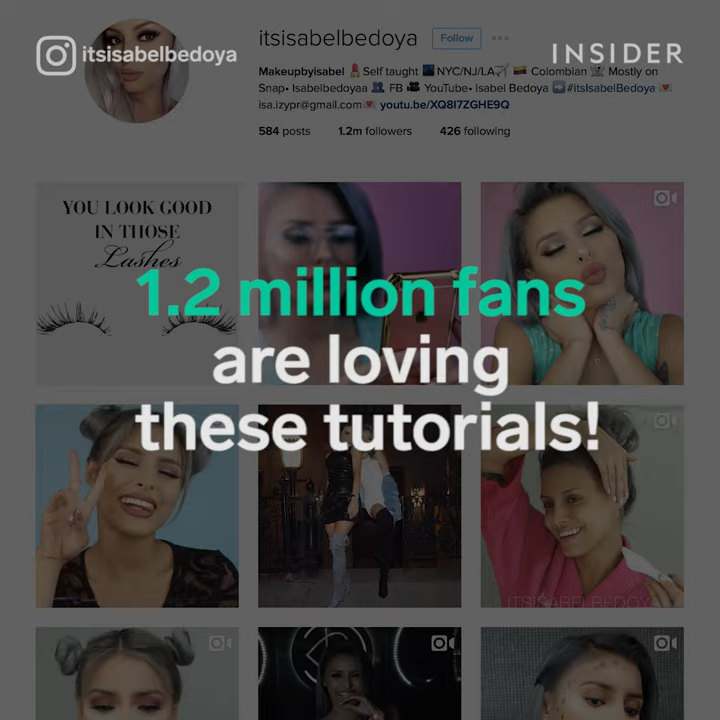 itsisabelbedoya
itsisabelbedoya Follow
INSIDER
Makeupbyisabel 💄Self taught 🌃NYC/NJ/LA✈️ 🇨🇴 Colombian 💌 Mostly on
Snap• Isabelbedoyaa 👥 FB 🎥 YouTube• Isabel Bedoya ➡️#itsIsabelBedoya 💌
isa.izypr@gmail.com💌 youtu.be/XQ8I7ZGHE9Q
584 posts 1.2m followers 426 following
YOU LOOK GOOD
IN THOSE
Lashes
1.2 million fans
are loving
these tutorials!
ITSISABELBEDOYA